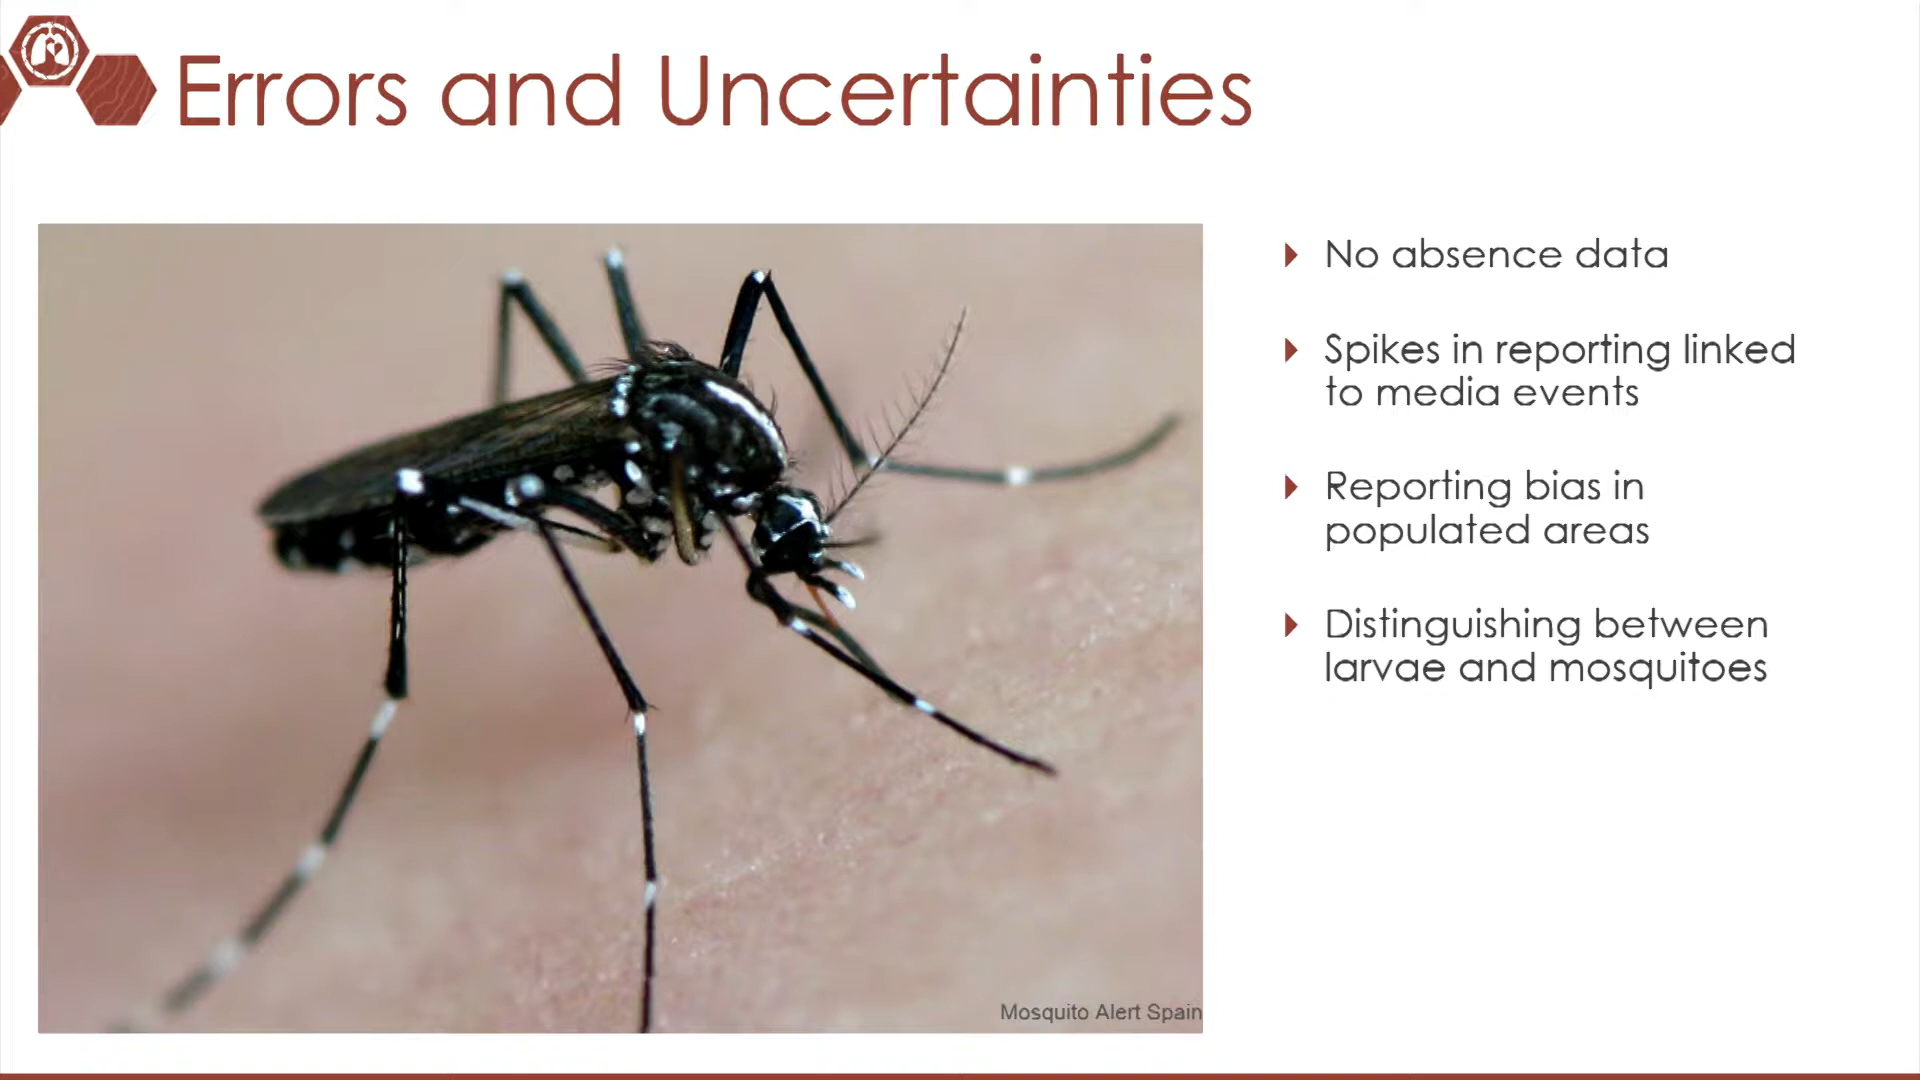 Errors and Uncertainties
No absence data
Spikes in reporting linked
to media events
Reporting bias in
populated areas
Distinguishing between
larvae and mosquitoes
Mosquito Alert Spain